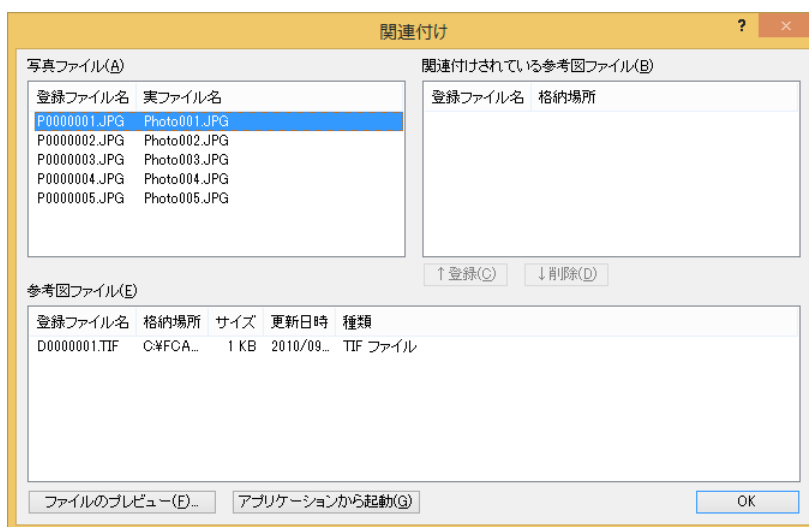 関連付け
?
×
写真ファイル(A)
関連付けされている参考図ファイル(B)
登録ファイル名 実ファイル名
登録ファイル名 格納場所
P0000001.JPG Photo001.JPG
P0000002.JPG Photo002.JPG
P0000003.JPG Photo003.JPG
P0000004.JPG Photo004.JPG
P0000005.JPG Photo005.JPG
↑登録(C) ↓削除(D)
参考図ファイル(E)
登録ファイル名 格納場所 サイズ 更新日時 種類
D0000001.TIF C:¥FCA... 1 KB 2010/09... TIF ファイル
ファイルのプレビュー(F)... アプリケーションから起動(G) OK